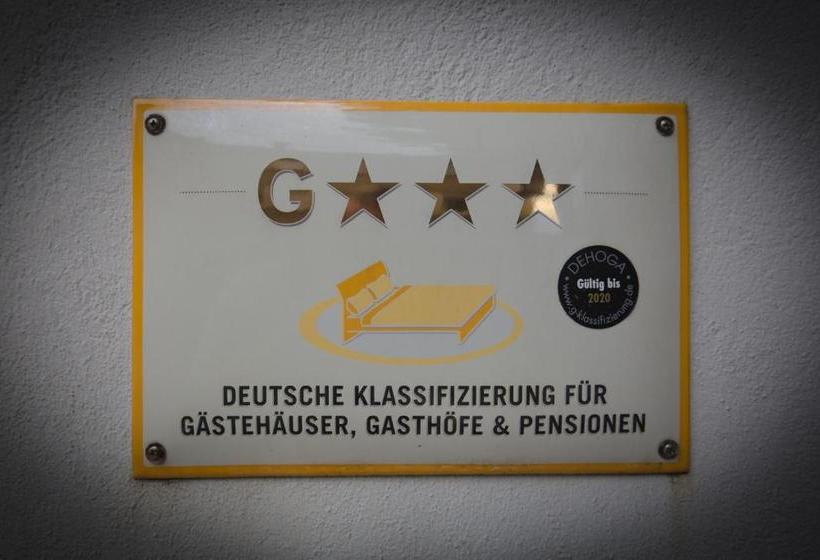 G★★★
DEHOGA
Gültig bis
2020
www.g-klassifizierung.de
DEUTSCHE KLASSIFIZIERUNG FÜR
GÄSTEHÄUSER, GASTHÖFE & PENSIONEN